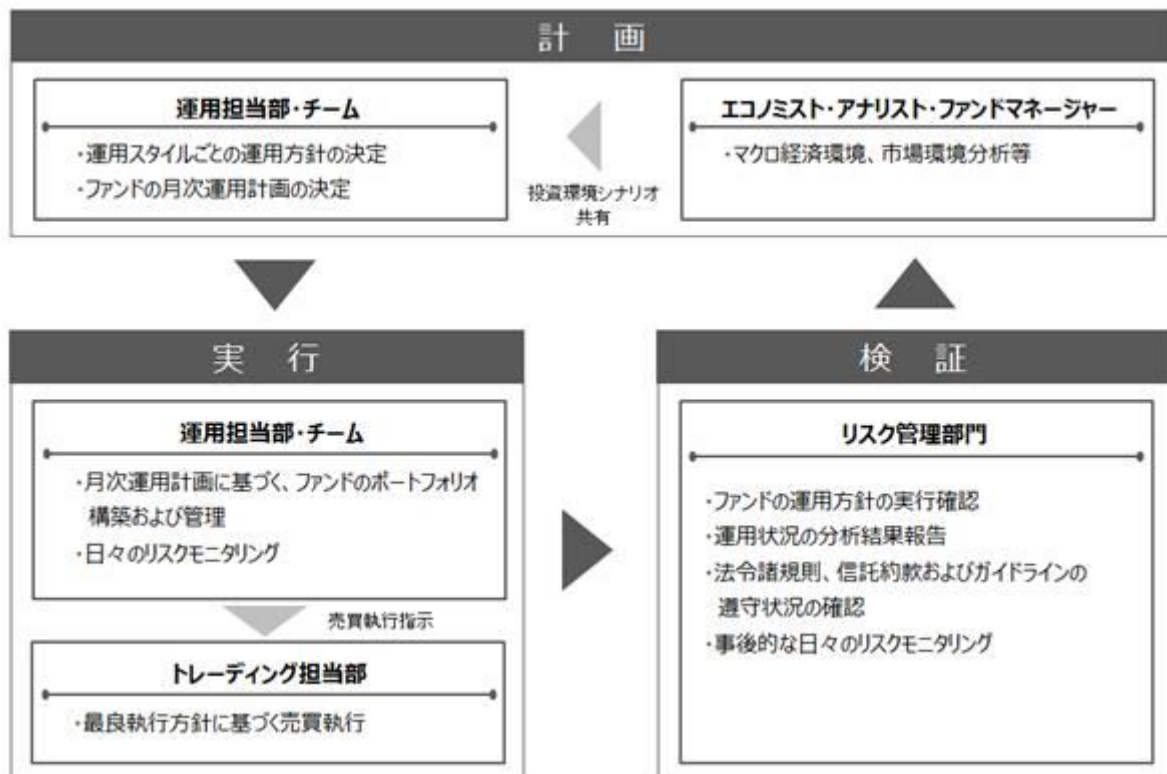 計 画
運用担当部・チーム
・運用スタイルごとの運用方針の決定
・ファンドの月次運用計画の決定
投資環境シナリオ
共有
エコノミスト・アナリスト・ファンドマネージャー
・マクロ経済環境、市場環境分析等
実 行
運用担当部・チーム
・月次運用計画に基づく、ファンドのポートフォリオ
構築および管理
・日々のリスクモニタリング
売買執行指示
トレーディング担当部
・最良執行方針に基づく売買執行
検 証
リスク管理部門
・ファンドの運用方針の実行確認
・運用状況の分析結果報告
・法令諸規則、信託約款およびガイドラインの
遵守状況の確認
・事後的な日々のリスクモニタリング